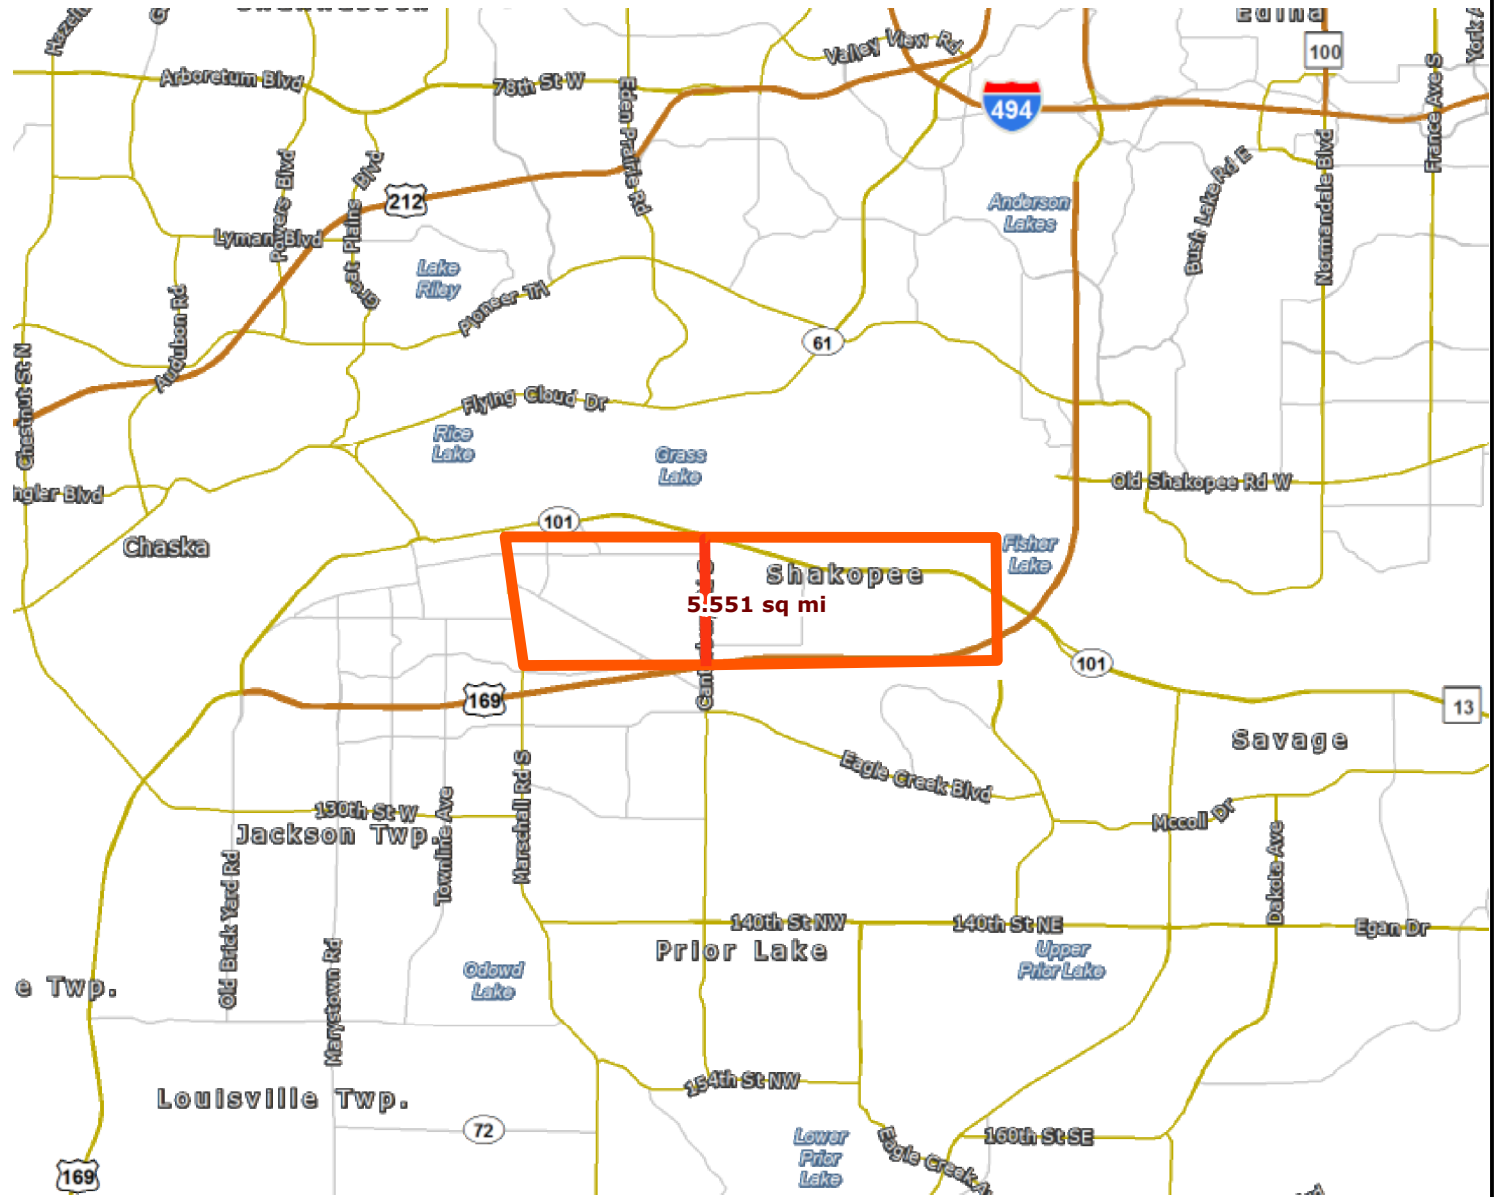 Edina
York A
100
Valley View Rd
Arboretum Blvd
78th St W
494
France Ave S
Eden Prairie Rd
Normandale Blvd
Powers Blvd
Great Plains Blvd
212
Bush Lake Rd E
Anderson
Lakes
Lyman Blvd
Lake
Riley
Pioneer Trl
Audubon Rd
61
Chestnut St N
Flying Cloud Dr
Rice
Lake
Grass
Lake
Old Shakopee Rd W
ngler Blvd
101
Chaska
Fisher
Lake
Shakopee
5.551 sq mi
101
169
13
Savage
Eagle Creek Blvd
Marschall Rd S
130th St W
Jackson Twp.
Townline Ave
Mccoll Dr
Dakota Ave
Old Brick Yard Rd
140th St NW
140th St NE
Egan Dr
Prior Lake
Upper
Prior Lake
Marystown Rd
Odowd
Lake
e Twp.
154th St NW
Louisville Twp.
72
Lower
Prior
Lake
160th St SE
Eagle Creek A
169